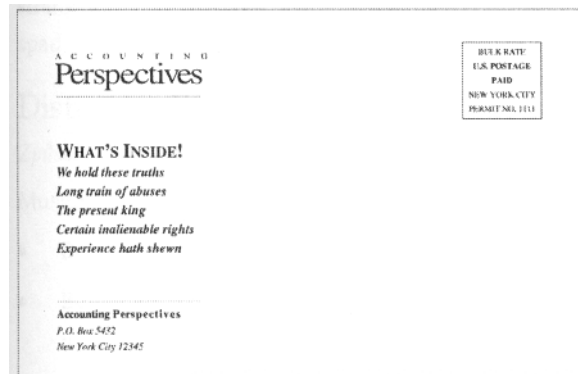 ACCOUNTING
Perspectives
BULK RATE
U.S. POSTAGE
PAID
NEW YORK CITY
PERMIT NO. 1111
WHAT'S INSIDE!
We hold these truths
Long train of abuses
The present king
Certain inalienable rights
Experience hath shewn
Accounting Perspectives
P.O. Box 5432
New York City 12345